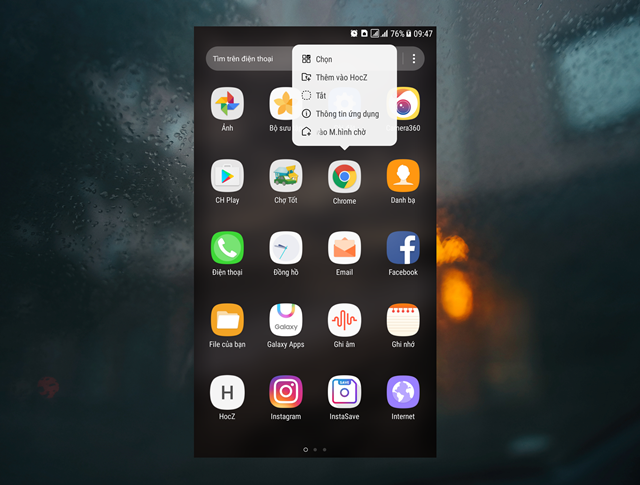 76% 09:47
Tìm trên điện thoại
Chọn
Thêm vào HocZ
Tắt
Thông tin ứng dụng
vào M.hình chờ
Ảnh
Bộ sưu
mera360
CH Play
Chợ Tốt
Chrome
Danh bạ
Điện thoại
Đồng hồ
Email
Facebook
Galaxy
File của bạn
Galaxy Apps
Ghi âm
Ghi nhớ
H
SAVE
HocZ
Instagram
InstaSave
Internet